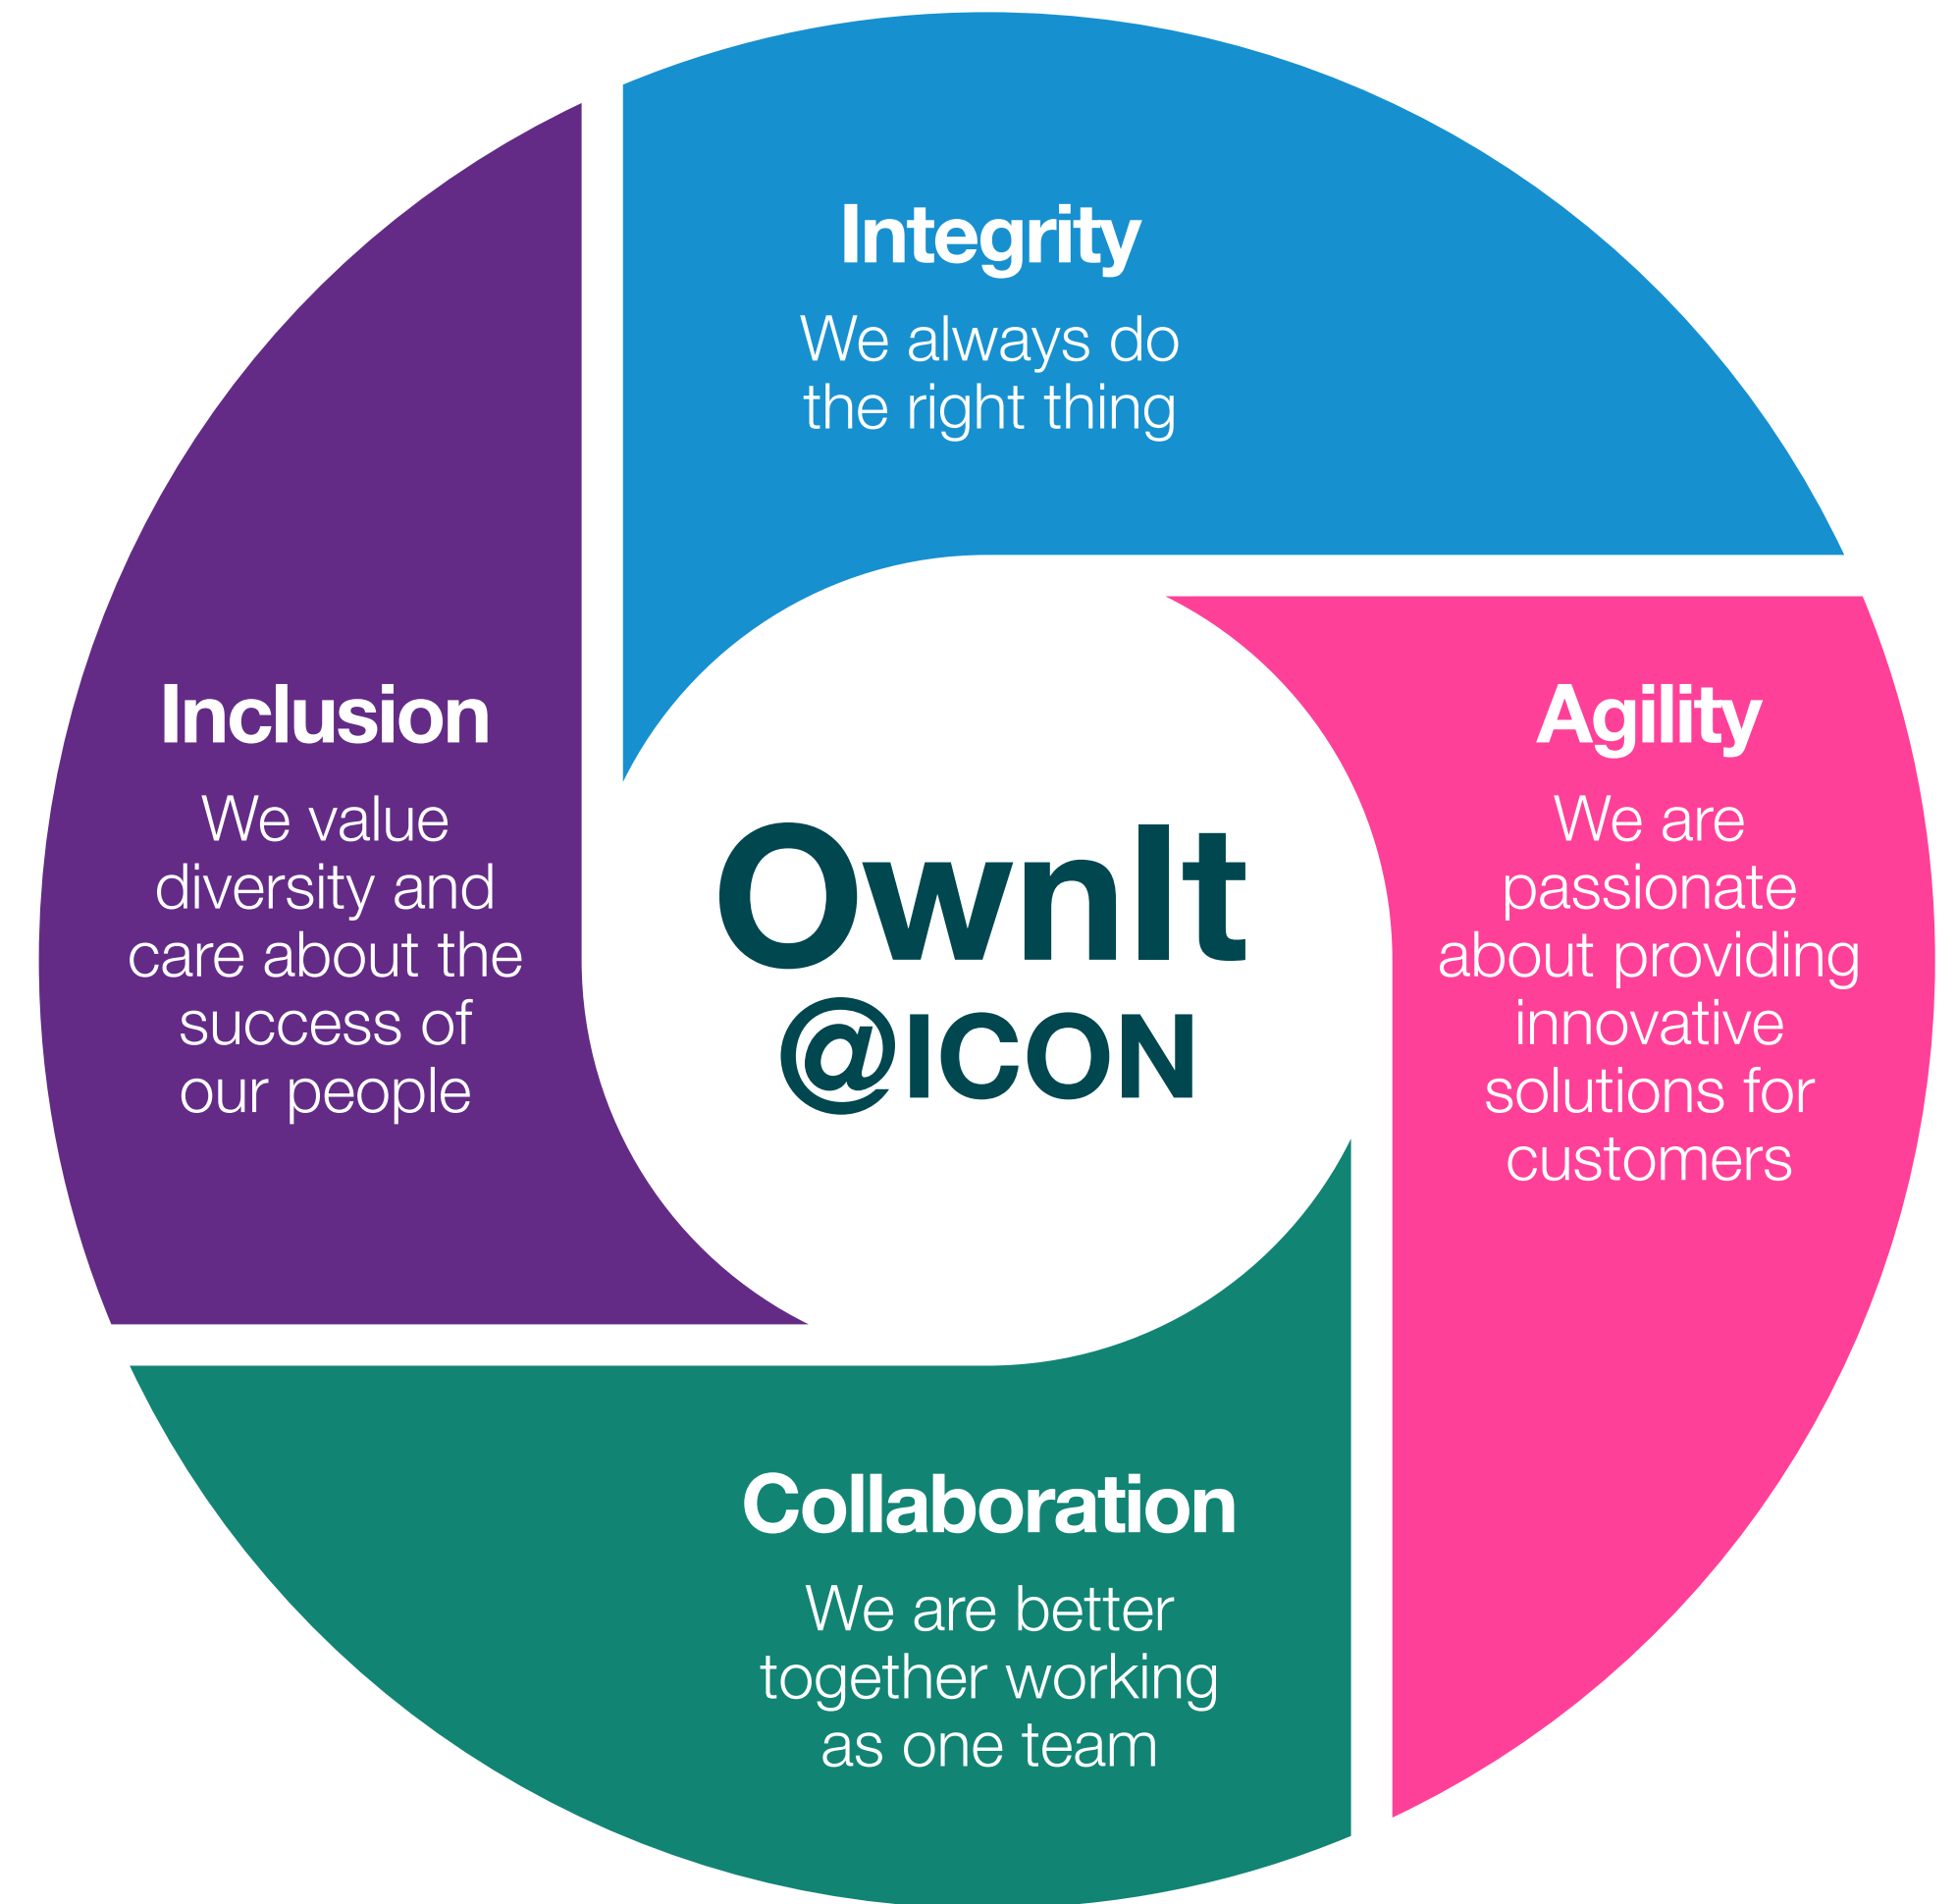 Integrity
We always do
the right thing
Inclusion
We value
diversity and
care about the
success of
our people
OwnIt
@ICON
Agility
We are
passionate
about providing
innovative
solutions for
customers
Collaboration
We are better
together working
as one team